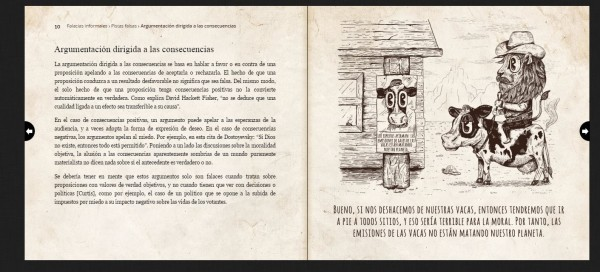 10 Falacias informales › Pistas falsas › Argumentación dirigida a las consecuencias
Argumentación dirigida a las consecuencias
La argumentación dirigida a las consecuencias se basa en hablar a favor o en contra de una
proposición apelando a las consecuencias de aceptarla o rechazarla. El hecho de que una
proposición conduzca a un resultado desfavorable no significa que sea falsa. Del mismo modo,
el solo hecho de que una proposición tenga consecuencias positivas no la convierte
automáticamente en verdadera. Como explica David Hackett Fisher, "no se deduce que una
cualidad ligada a un efecto sea transferible a su causa".
En el caso de consecuencias positivas, un argumento puede apelar a las esperanzas de la
audiencia, y a veces adopta la forma de expresión de deseo. En el caso de consecuencias
negativas, los argumentos apelan al miedo. Por ejemplo, en esta cita de Dostoievsky: "Si Dios
no existe, entonces todo está permitido". Poniendo a un lado las discusiones sobre la moralidad
objetiva, la alusión a las consecuencias aparentemente sombrías de un mundo puramente
materialista no dicen nada sobre si el antecedente es verdadero o no.
Se debería tener en mente que estos argumentos solo son falaces cuando tratan sobre
proposiciones con valores de verdad objetivos, y no cuando tienen que ver con decisiones o
políticas [Curtis], como por ejemplo, el caso de un político que se opone a la subida de
impuestos por miedo a su impacto negativo sobre las vidas de los votantes.
Bueno, si nos deshacemos de nuestras vacas, entonces tendremos que ir
a pie a todos sitios, y eso sería terrible para la moral. Por tanto, las
emisiones de las vacas no están matando nuestro planeta.